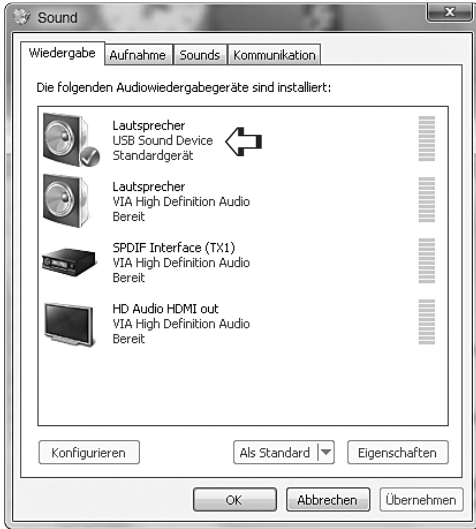 Sound
Wiedergabe Aufnahme Sounds Kommunikation
Die folgenden Audiowiedergabegeräte sind installiert:
Lautsprecher
USB Sound Device
Standardgerät
Lautsprecher
VIA High Definition Audio
Bereit
SPDIF Interface (TX1)
VIA High Definition Audio
Bereit
HD Audio HDMI out
VIA High Definition Audio
Bereit
Konfigurieren Als Standard Eigenschaften
OK Abbrechen Übernehmen